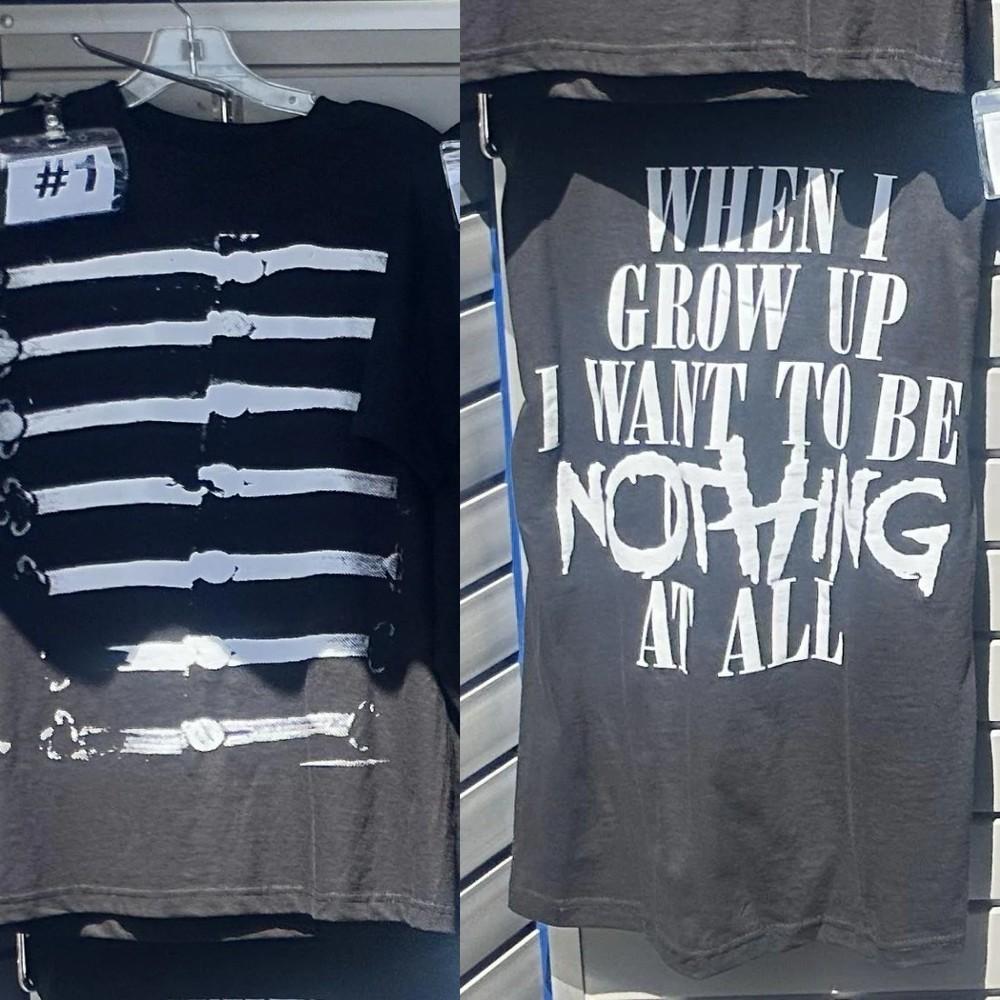 #1
WHEN I
GROW UP
I WANT TO BE
NOTHING
AT ALL